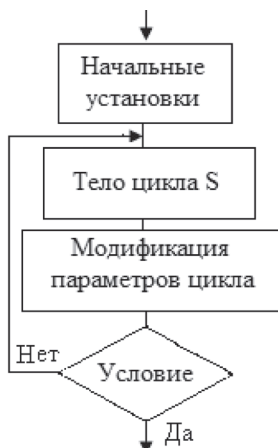 Начальные
установки
Тело цикла S
Модификация
параметров цикла
Нет
Условие
Да